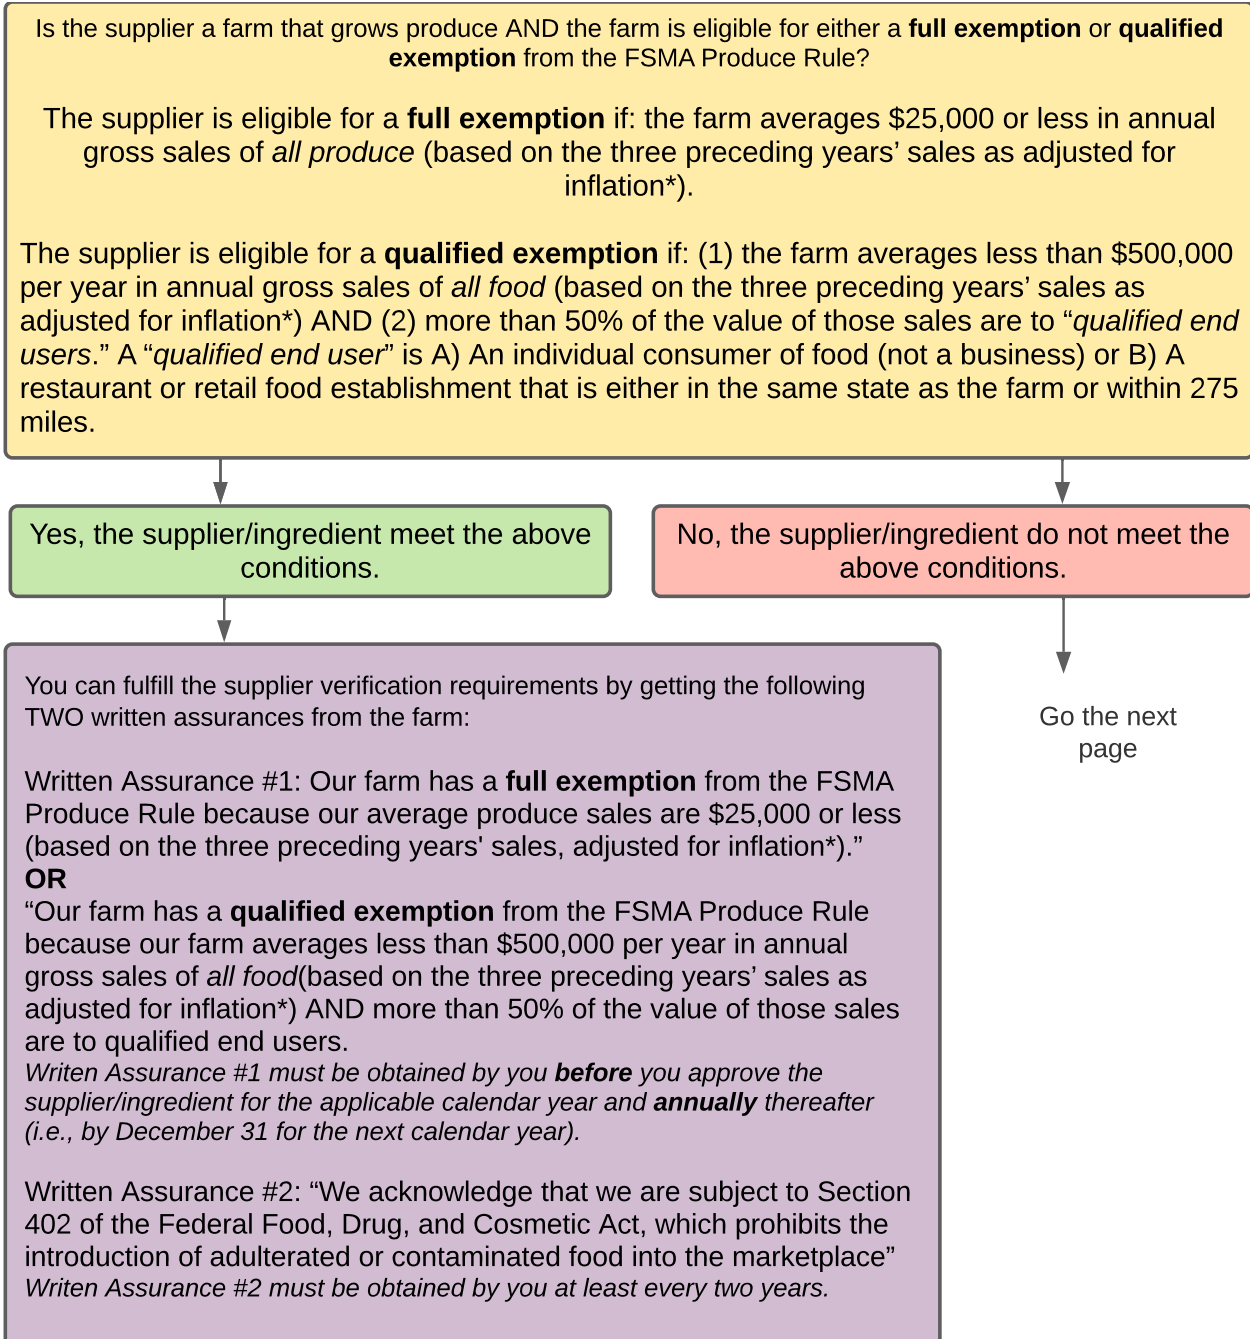 Is the supplier a farm that grows produce AND the farm is eligible for either a full exemption or qualified
exemption from the FSMA Produce Rule?
The supplier is eligible for a full exemption if: the farm averages $25,000 or less in annual
gross sales of all produce (based on the three preceding years’ sales as adjusted for
inflation*).
The supplier is eligible for a qualified exemption if: (1) the farm averages less than $500,000
per year in annual gross sales of all food (based on the three preceding years’ sales as
adjusted for inflation*) AND (2) more than 50% of the value of those sales are to “qualified end
users.” A “qualified end user” is A) An individual consumer of food (not a business) or B) A
restaurant or retail food establishment that is either in the same state as the farm or within 275
miles.
Yes, the supplier/ingredient meet the above
conditions.
No, the supplier/ingredient do not meet the
above conditions.
You can fulfill the supplier verification requirements by getting the following
TWO written assurances from the farm:
Written Assurance #1: Our farm has a full exemption from the FSMA
Produce Rule because our average produce sales are $25,000 or less
(based on the three preceding years' sales, adjusted for inflation*).”
OR
“Our farm has a qualified exemption from the FSMA Produce Rule
because our farm averages less than $500,000 per year in annual
gross sales of all food(based on the three preceding years’ sales as
adjusted for inflation*) AND more than 50% of the value of those sales
are to qualified end users.
Writen Assurance #1 must be obtained by you before you approve the
supplier/ingredient for the applicable calendar year and annually thereafter
(i.e., by December 31 for the next calendar year).
Written Assurance #2: “We acknowledge that we are subject to Section
402 of the Federal Food, Drug, and Cosmetic Act, which prohibits the
introduction of adulterated or contaminated food into the marketplace”
Writen Assurance #2 must be obtained by you at least every two years.
Go the next
page